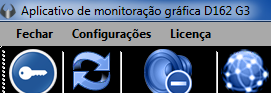 Aplicativo de monitoração gráfica D162 G3
Fechar Configurações Licença